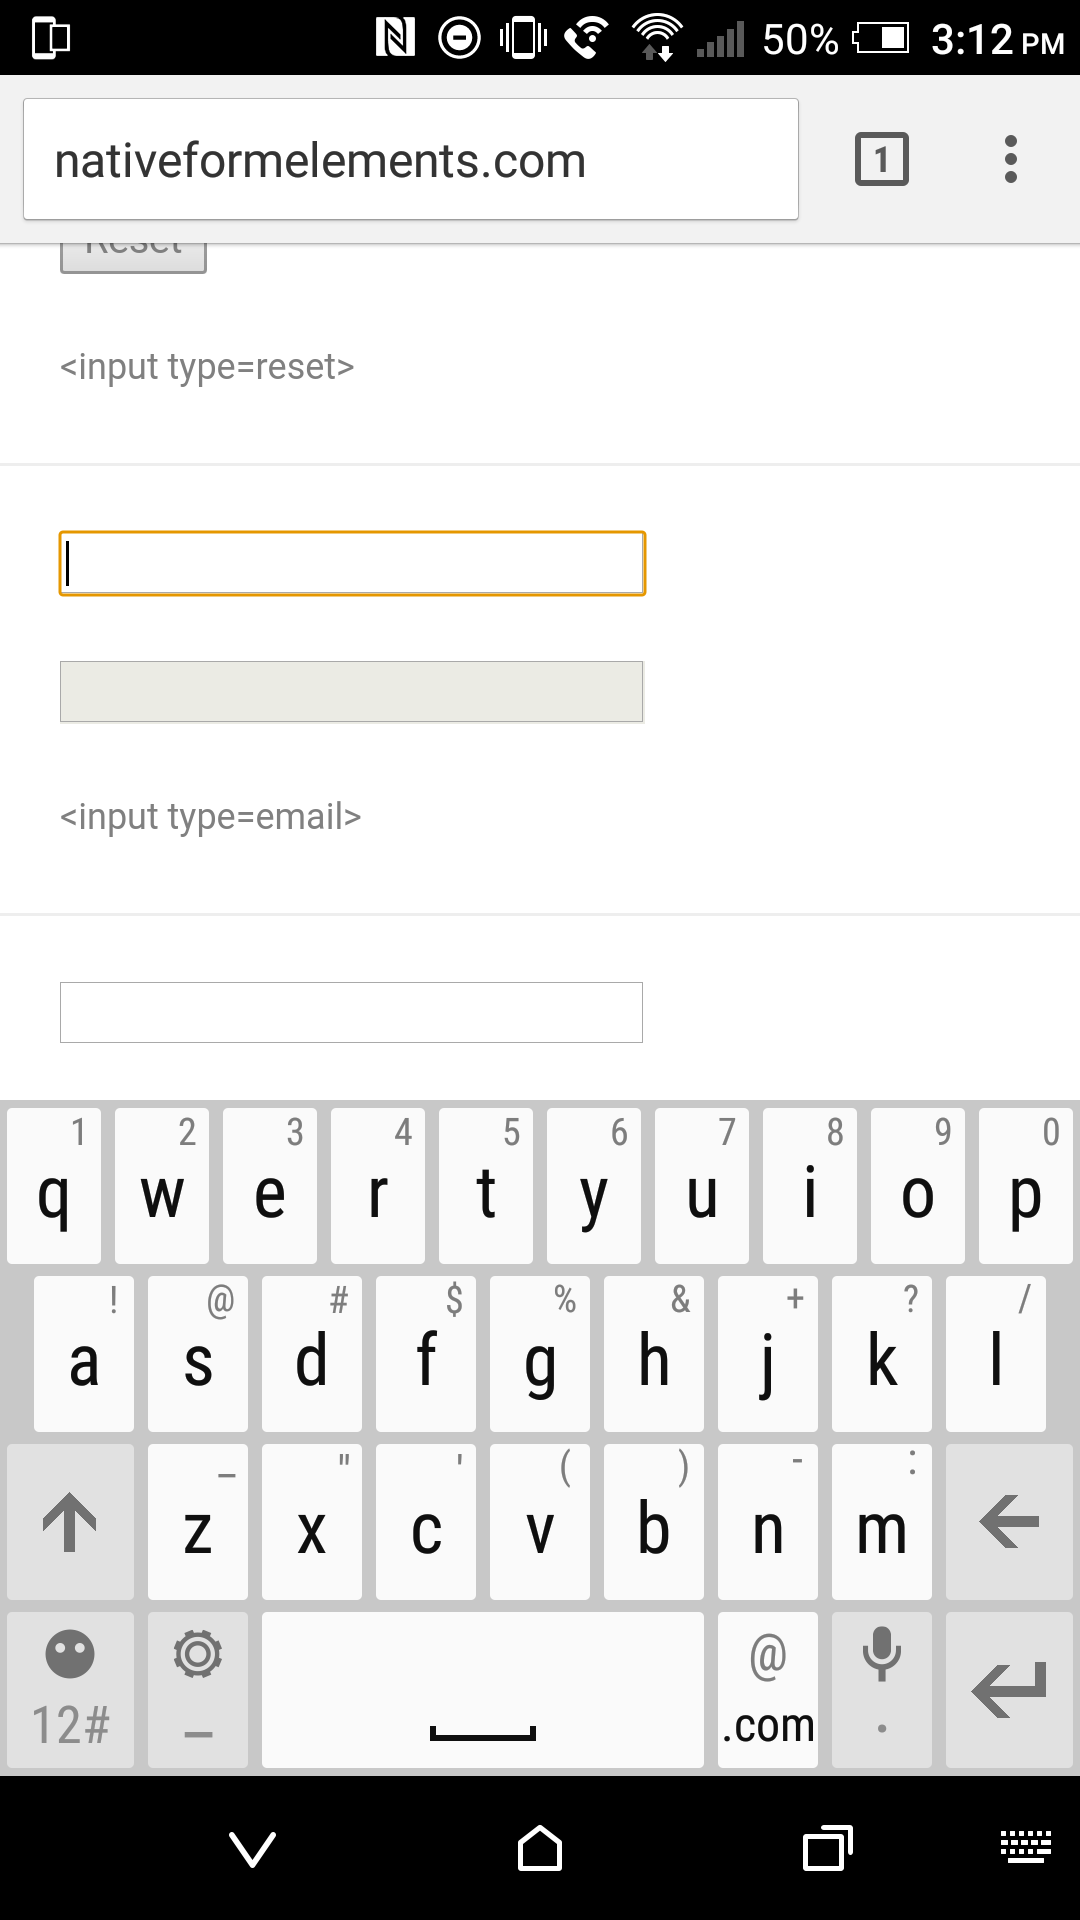 50% 3:12 PM
nativeformelements.com 1
Reset
<input type=reset>
<input type=email>
1 2 3 4 5 6 7 8 9 0
q w e r t y u i o p
! @ # $ % & + ? /
a s d f g h j k l
_ " ' ( ) - :
z x c v b n m
@
12# _ .com .